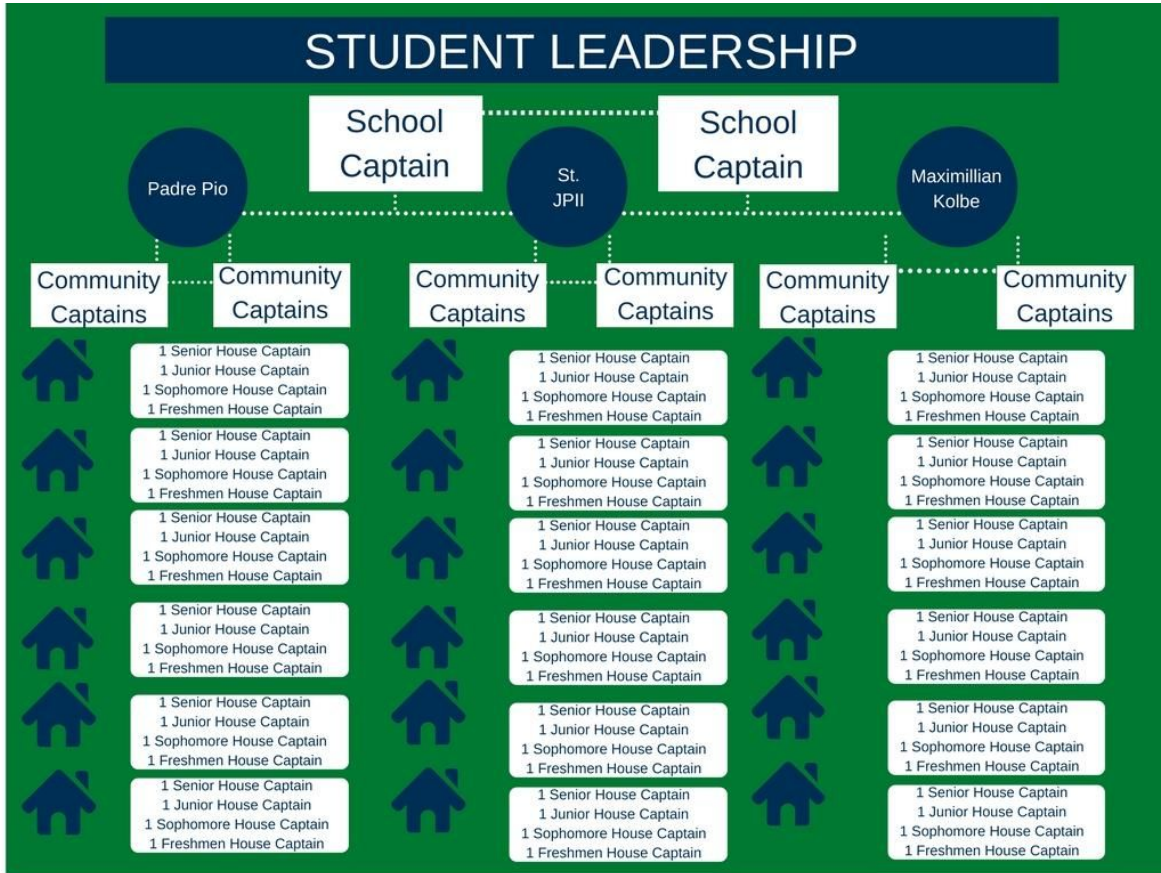 STUDENT LEADERSHIP
School
Captain
School
Captain
Padre Pio
St.
JPII
Maximillian
Kolbe
Community
Captains
Community
Captains
Community
Captains
Community
Captains
Community
Captains
Community
Captains
1 Senior House Captain
1 Junior House Captain
1 Sophomore House Captain
1 Freshmen House Captain
1 Senior House Captain
1 Junior House Captain
1 Sophomore House Captain
1 Freshmen House Captain
1 Senior House Captain
1 Junior House Captain
1 Sophomore House Captain
1 Freshmen House Captain
1 Senior House Captain
1 Junior House Captain
1 Sophomore House Captain
1 Freshmen House Captain
1 Senior House Captain
1 Junior House Captain
1 Sophomore House Captain
1 Freshmen House Captain
1 Senior House Captain
1 Junior House Captain
1 Sophomore House Captain
1 Freshmen House Captain
1 Senior House Captain
1 Junior House Captain
1 Sophomore House Captain
1 Freshmen House Captain
1 Senior House Captain
1 Junior House Captain
1 Sophomore House Captain
1 Freshmen House Captain
1 Senior House Captain
1 Junior House Captain
1 Sophomore House Captain
1 Freshmen House Captain
1 Senior House Captain
1 Junior House Captain
1 Sophomore House Captain
1 Freshmen House Captain
1 Senior House Captain
1 Junior House Captain
1 Sophomore House Captain
1 Freshmen House Captain
1 Senior House Captain
1 Junior House Captain
1 Sophomore House Captain
1 Freshmen House Captain
1 Senior House Captain
1 Junior House Captain
1 Sophomore House Captain
1 Freshmen House Captain
1 Senior House Captain
1 Junior House Captain
1 Sophomore House Captain
1 Freshmen House Captain
1 Senior House Captain
1 Junior House Captain
1 Sophomore House Captain
1 Freshmen House Captain
1 Senior House Captain
1 Junior House Captain
1 Sophomore House Captain
1 Freshmen House Captain
1 Senior House Captain
1 Junior House Captain
1 Sophomore House Captain
1 Freshmen House Captain
1 Senior House Captain
1 Junior House Captain
1 Sophomore House Captain
1 Freshmen House Captain